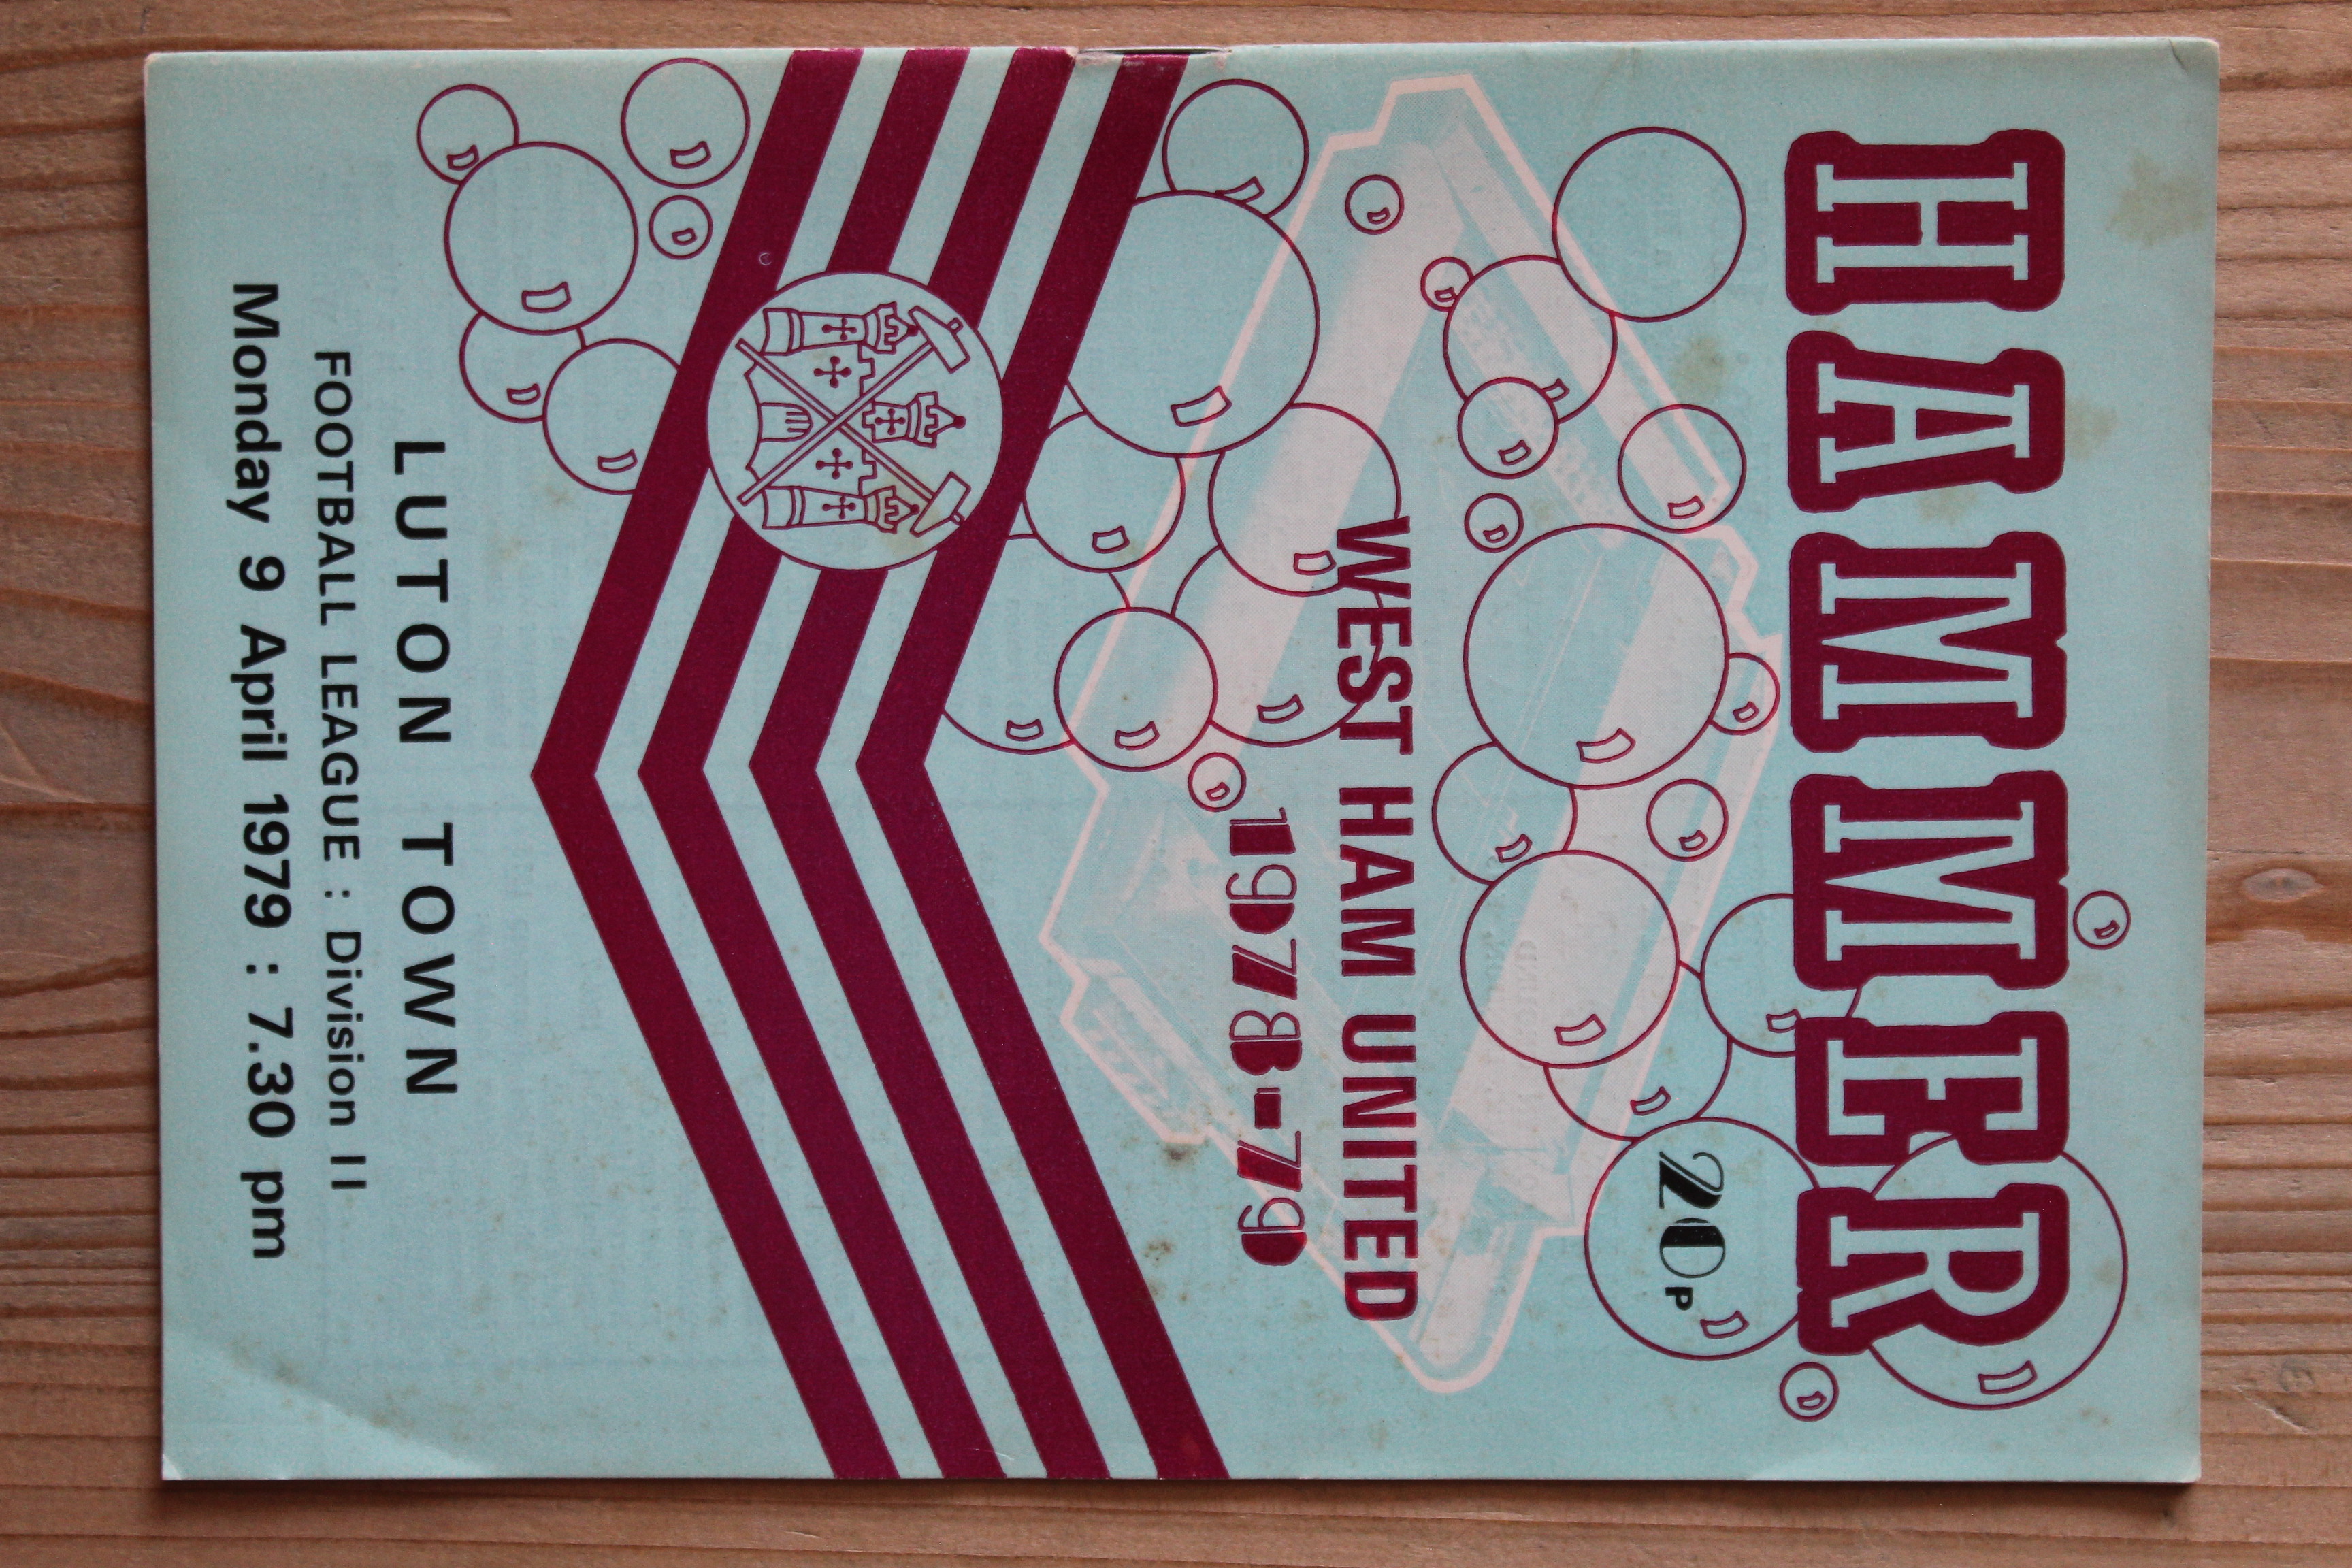 HAMMER
20P
WEST HAM UNITED
1978-79
LUTON TOWN
FOOTBALL LEAGUE : Division II
Monday 9 April 1979 : 7.30 pm